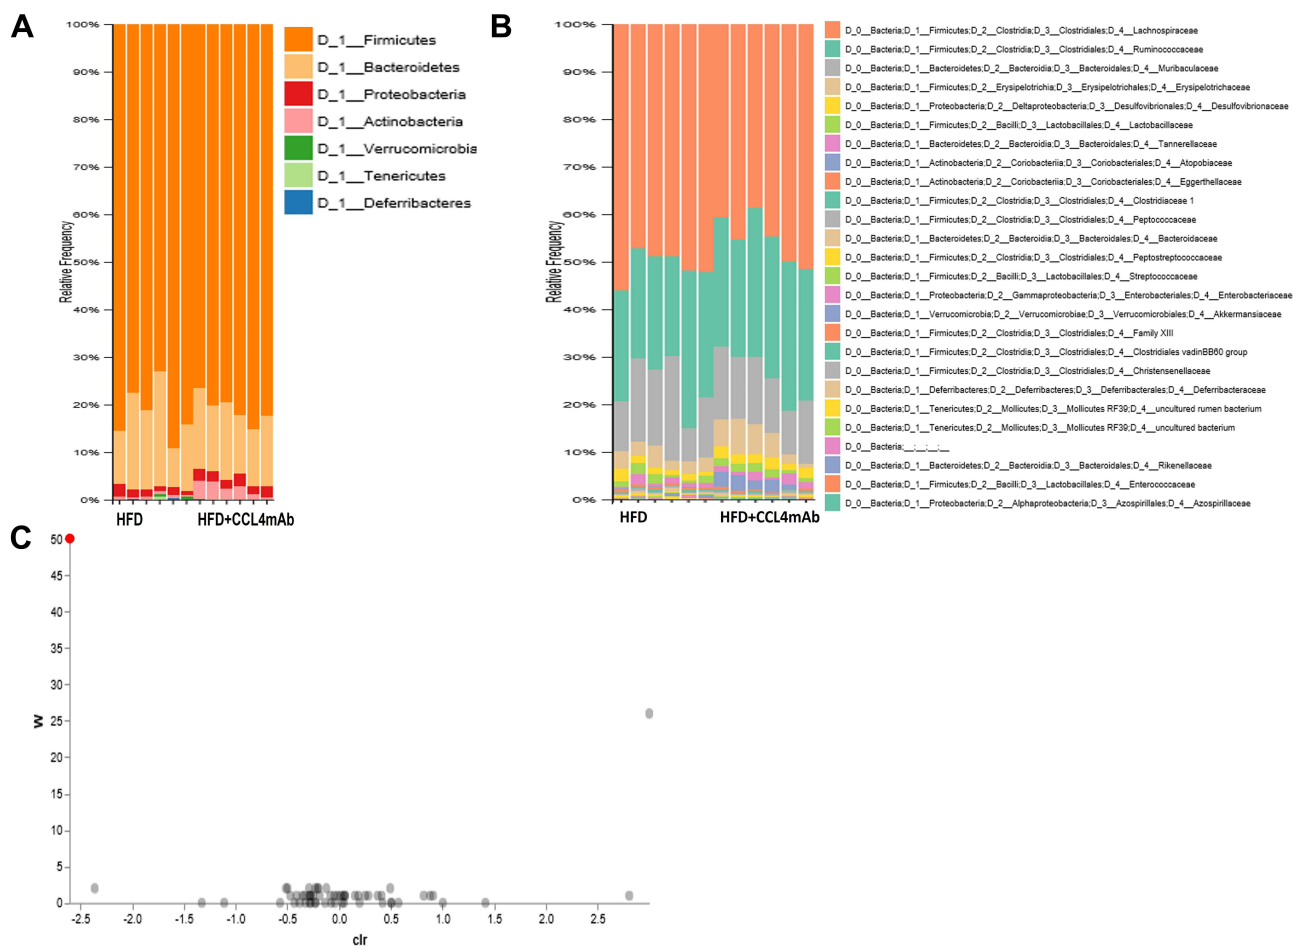 A
100%
90%
80%
70%
60%
50%
40%
30%
20%
10%
0%
Relative Frequency
HFD
HFD+CCL4mAb
D_1__Firmicutes
D_1__Bacteroidetes
D_1__Proteobacteria
D_1__Actinobacteria
D_1__Verrucomicrobia
D_1__Tenericutes
D_1__Deferribacteres
B
100%
90%
80%
70%
60%
50%
40%
30%
20%
10%
0%
Relative Frequency
HFD
HFD+CCL4mAb
D_0__Bacteria;D_1__Firmicutes;D_2__Clostridia;D_3__Clostridiales;D_4__Lachnospiraceae
D_0__Bacteria;D_1__Firmicutes;D_2__Clostridia;D_3__Clostridiales;D_4__Ruminococcaceae
D_0__Bacteria;D_1__Bacteroidetes;D_2__Bacteroidia;D_3__Bacteroidales;D_4__Muribaculaceae
D_0__Bacteria;D_1__Firmicutes;D_2__Erysipelotrichia;D_3__Erysipelotrichales;D_4__Erysipelotrichaceae
D_0__Bacteria;D_1__Proteobacteria;D_2__Deltaproteobacteria;D_3__Desulfovibrionales;D_4__Desulfovibrionaceae
D_0__Bacteria;D_1__Firmicutes;D_2__Bacilli;D_3__Lactobacillales;D_4__Lactobacillaceae
D_0__Bacteria;D_1__Bacteroidetes;D_2__Bacteroidia;D_3__Bacteroidales;D_4__Tannerellaceae
D_0__Bacteria;D_1__Actinobacteria;D_2__Coriobacteriia;D_3__Coriobacteriales;D_4__Atopobiaceae
D_0__Bacteria;D_1__Actinobacteria;D_2__Coriobacteriia;D_3__Coriobacteriales;D_4__Eggerthellaceae
D_0__Bacteria;D_1__Firmicutes;D_2__Clostridia;D_3__Clostridiales;D_4__Clostridiaceae 1
D_0__Bacteria;D_1__Firmicutes;D_2__Clostridia;D_3__Clostridiales;D_4__Peptococcaceae
D_0__Bacteria;D_1__Bacteroidetes;D_2__Bacteroidia;D_3__Bacteroidales;D_4__Bacteroidaceae
D_0__Bacteria;D_1__Firmicutes;D_2__Clostridia;D_3__Clostridiales;D_4__Peptostreptococcaceae
D_0__Bacteria;D_1__Firmicutes;D_2__Bacilli;D_3__Lactobacillales;D_4__Streptococcaceae
D_0__Bacteria;D_1__Proteobacteria;D_2__Gammaproteobacteria;D_3__Enterobacteriales;D_4__Enterobacteriaceae
D_0__Bacteria;D_1__Verrucomicrobia;D_2__Verrucomicrobiae;D_3__Verrucomicrobiales;D_4__Akkermansiaceae
D_0__Bacteria;D_1__Firmicutes;D_2__Clostridia;D_3__Clostridiales;D_4__Family XIII
D_0__Bacteria;D_1__Firmicutes;D_2__Clostridia;D_3__Clostridiales;D_4__Clostridiales vadinBB60 group
D_0__Bacteria;D_1__Firmicutes;D_2__Clostridia;D_3__Clostridiales;D_4__Christensenellaceae
D_0__Bacteria;D_1__Deferribacteres;D_2__Deferribacteres;D_3__Deferribacterales;D_4__Deferribacteraceae
D_0__Bacteria;D_1__Tenericutes;D_2__Mollicutes;D_3__Mollicutes RF39;D_4__uncultured rumen bacterium
D_0__Bacteria;D_1__Tenericutes;D_2__Mollicutes;D_3__Mollicutes RF39;D_4__uncultured bacterium
D_0__Bacteria;__;__;__;__
D_0__Bacteria;D_1__Bacteroidetes;D_2__Bacteroidia;D_3__Bacteroidales;D_4__Rikenellaceae
D_0__Bacteria;D_1__Firmicutes;D_2__Bacilli;D_3__Lactobacillales;D_4__Enterococcaceae
D_0__Bacteria;D_1__Proteobacteria;D_2__Alphaproteobacteria;D_3__Azospirillales;D_4__Azospirillaceae
C
50
45
40
35
30
25
20
15
10
5
0
W
-2.5 -2.0 -1.5 -1.0 -0.5 0.0 0.5 1.0 1.5 2.0 2.5
clr